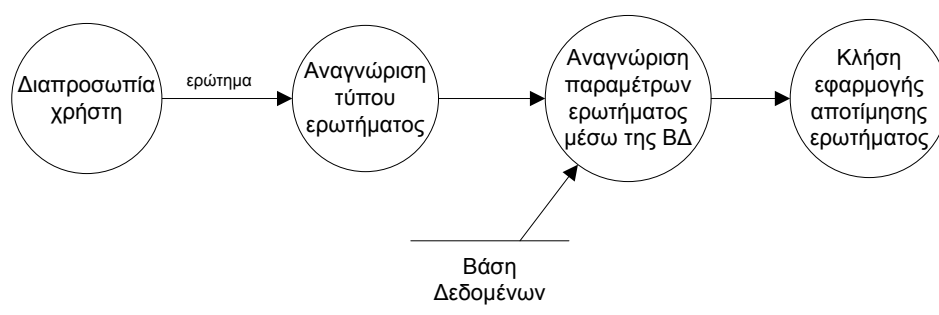 Διαπροσωπία
χρήστη
ερώτημα
Αναγνώριση
τύπου
ερωτήματος
Αναγνώριση
παραμέτρων
ερωτήματος
μέσω της ΒΔ
Κλήση
εφαρμογής
αποτίμησης
ερωτήματος
Βάση
Δεδομένων